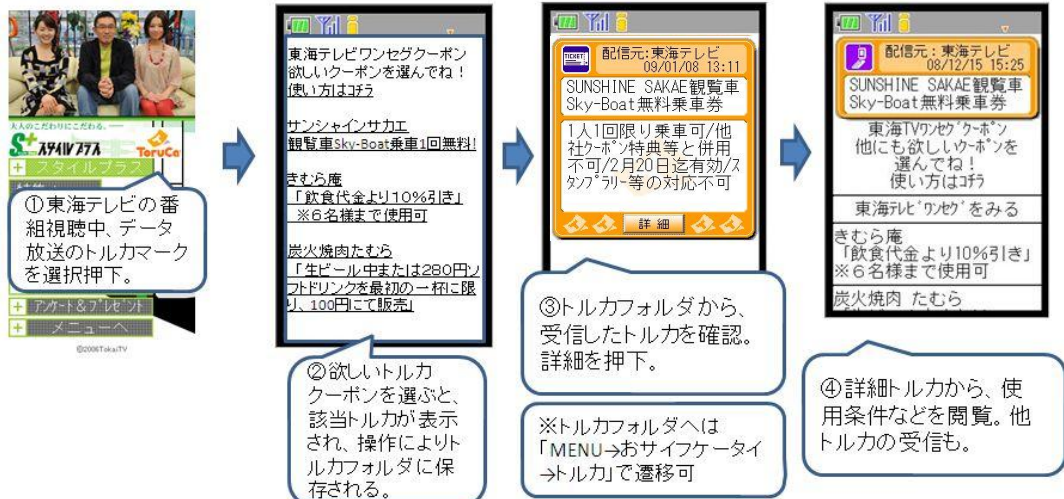 大人のこだわりにこだわる。
S+スタイルプラス
ToruCa
+ スタイルプラス
①東海テレビの番
組視聴中、データ
放送のトルカマーク
を選択押下。
+ アンケート&プレゼント
+ メニューへ
©2006TokaiTV
東海テレビワンセグクーポン
欲しいクーポンを選んでね！
使い方はコチラ
サンシャインサカエ
観覧車Sky-Boat乗車1回無料!
きむら庵
「飲食代金より10%引き」
※6名様まで使用可
炭火焼肉たむら
「生ビール中または280円ソ
フトドリンクを最初の一杯に限
り、100円にて販売」
②欲しいトルカ
クーポンを選ぶと、
該当トルカが表示
され、操作によりト
ルカフォルダに保
存される。
TICKET
配信元:東海テレビ
09/01/08 13:11
SUNSHINE SAKAE観覧車
Sky-Boat無料乗車券
1人1回限り乗車可/他
社クーポン特典等と併用
不可/2月20日迄有効/ス
タンプラリー等の対応不可
詳細
③トルカフォルダから、
受信したトルカを確認。
詳細を押下。
※トルカフォルダへは
「MENU→おサイフケータイ
→トルカ」で遷移可
配信元:東海テレビ
08/12/15 15:25
SUNSHINE SAKAE観覧車
Sky-Boat無料乗車券
東海TVワンセグクーポン
他にも欲しいクーポンを
選んでね！
使い方はコチラ
東海テレビワンセグをみる
きむら庵
「飲食代金より10%引き」
※6名様まで使用可
炭火焼肉 たむら
④詳細トルカから、使
用条件などを閲覧。他
トルカの受信も。